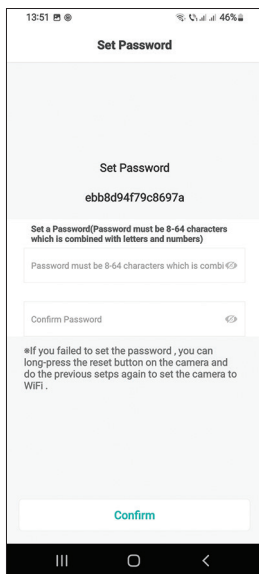 13:51 46%
Set Password
Set Password
ebb8d94f79c8697a
Set a Password(Password must be 8-64 characters
which is combined with letters and numbers)
Password must be 8-64 characters which is combi
Confirm Password
※If you failed to set the password , you can
long-press the reset button on the camera and
do the previous setps again to set the camera to
WiFi .
Confirm